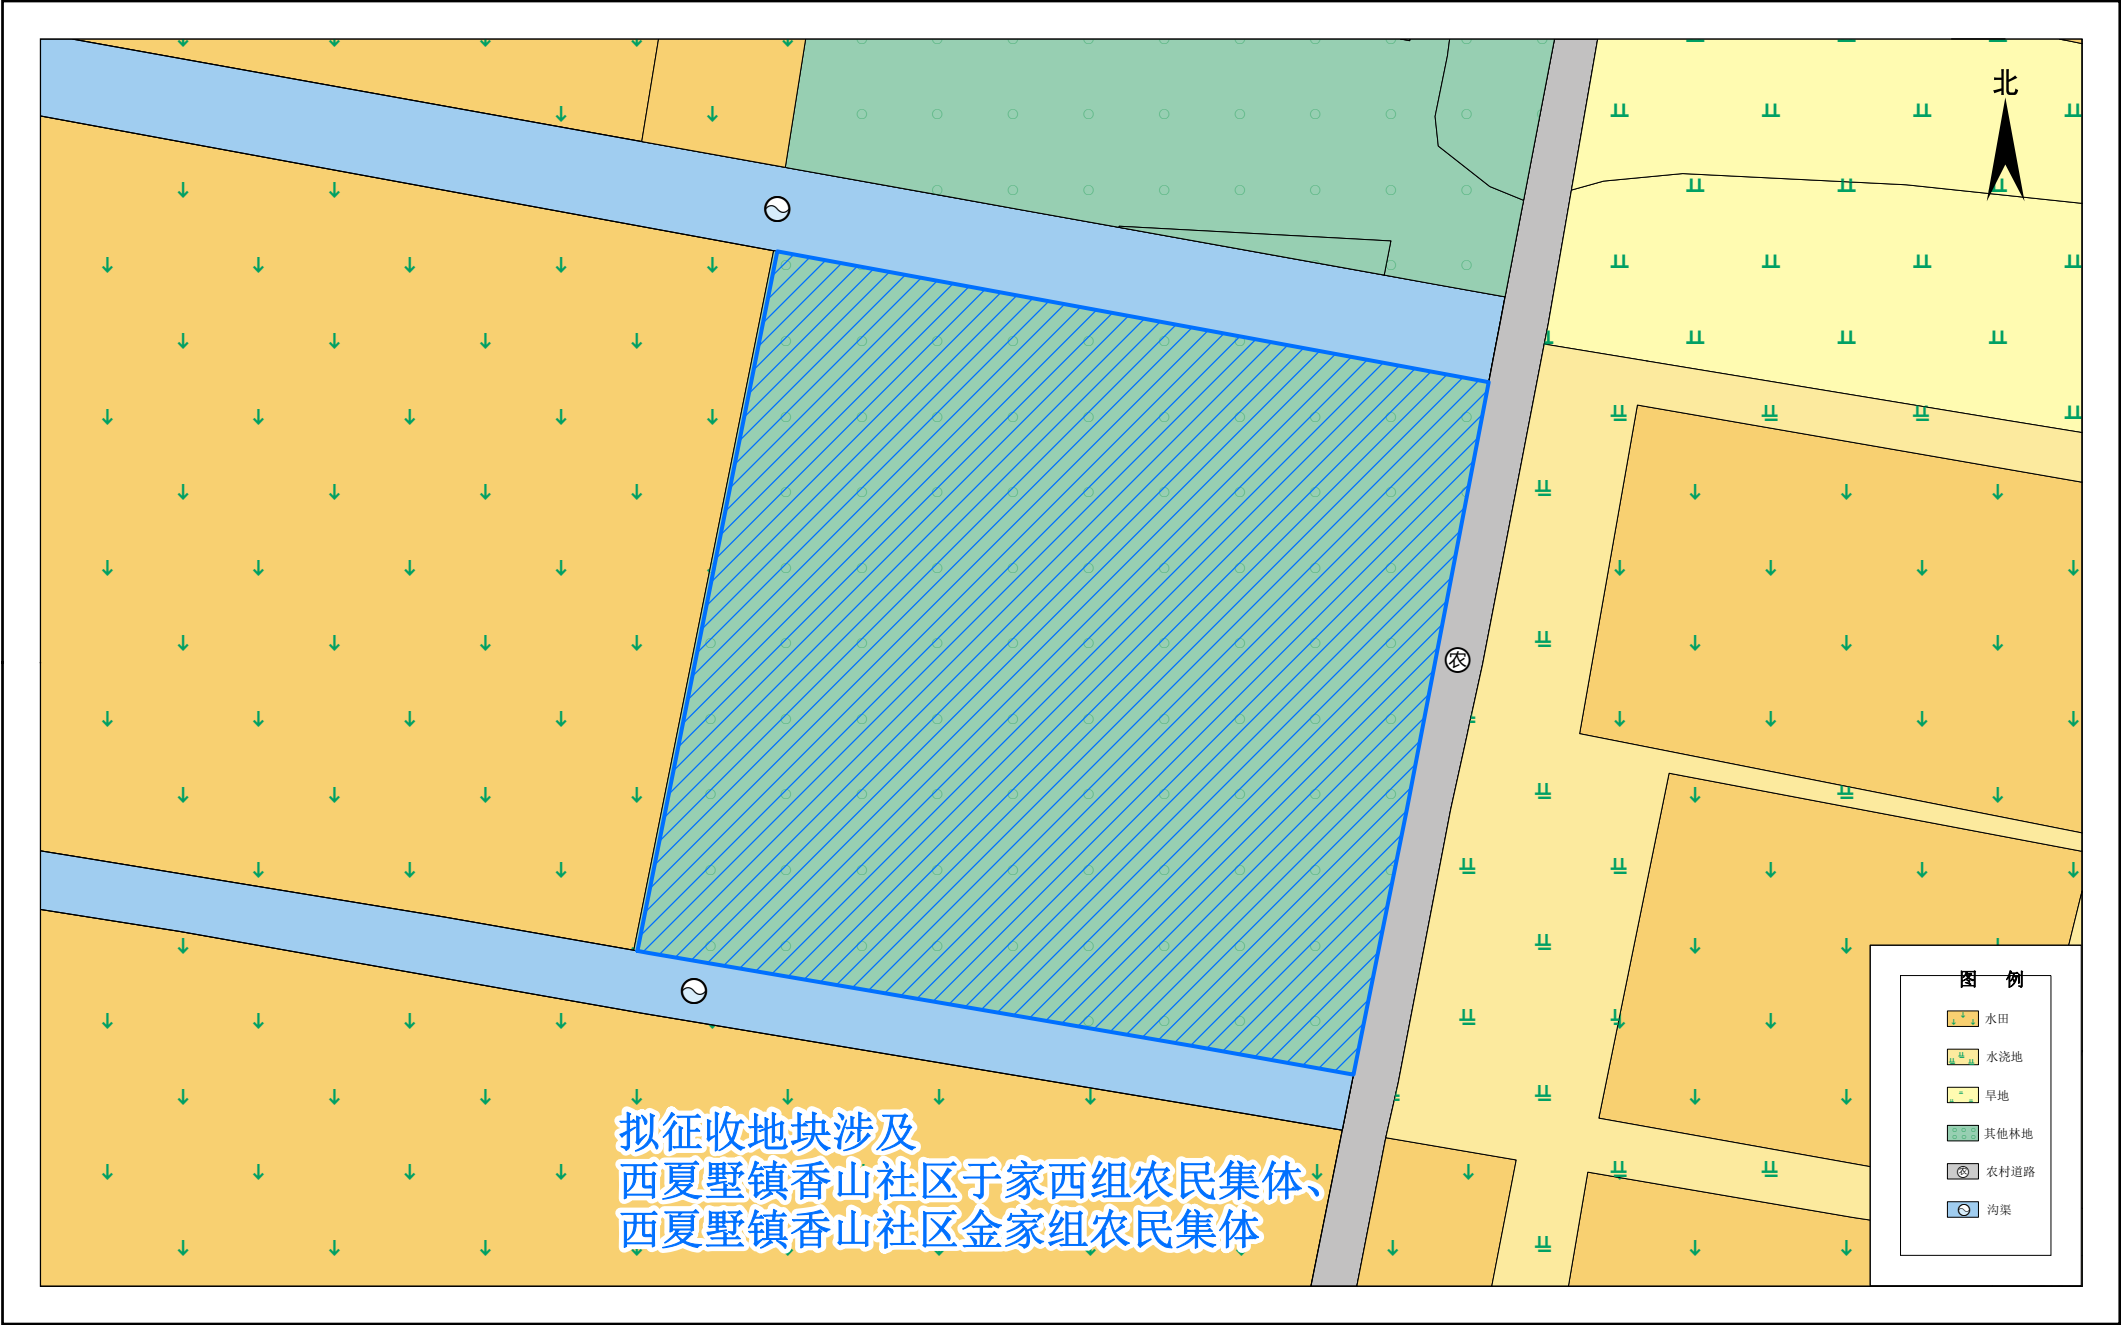 北
农
拟征收地块涉及
西夏墅镇香山社区于家西组农民集体、
西夏墅镇香山社区金家组农民集体
图 例
水田
水浇地
旱地
其他林地
农 农村道路
沟渠